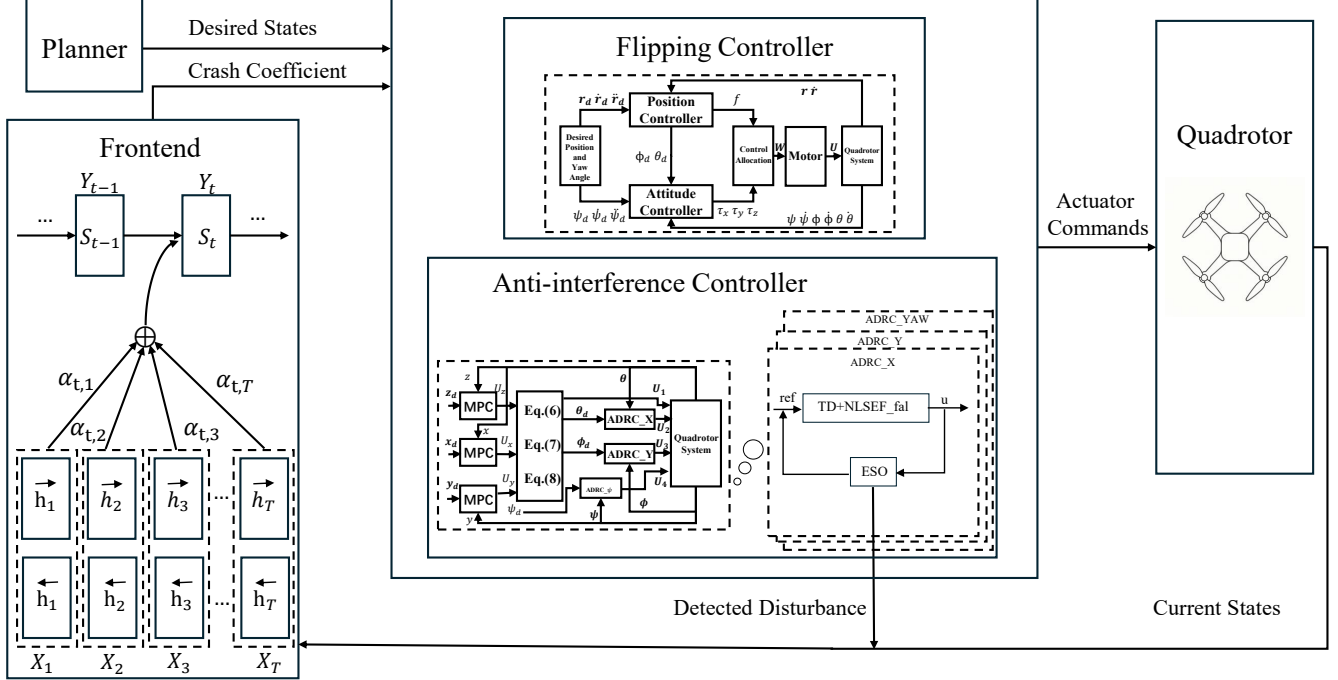 Planner
Desired States
Crash Coefficient
Frontend
Y_{t−1}
Y_t
...
S_{t−1}
S_t
...
α_{t,1}
α_{t,2}
α_{t,3}
α_{t,T}
h_1
h_2
h_3
...
h_T
h_1
h_2
h_3
...
h_T
X_1
X_2
X_3
X_T
Flipping Controller
r_d ṙ_d r̈_d
Position
Controller
f
r ṙ
Desired
Position
and
Yaw
Angle
ϕ_d θ_d
Control
Allocation
W
Motor
U
Quadrotor
System
Attitude
Controller
ψ_d ψ̇_d ψ̈_d
τ_x τ_y τ_z
ψ ψ̇ ϕ ϕ̇ θ θ̇
Anti-interference Controller
z
z_d
MPC
U_z
x
x_d
MPC
U_x
y_d
MPC
U_y
y
Eq.(6)
Eq.(7)
Eq.(8)
θ
θ_d
ADRC_X
U_1
U_2
ϕ_d
ADRC_Y
U_3
ψ_d
ADRC_ψ
U_4
ψ
ϕ
Quadrotor
System
ADRC_YAW
ADRC_Y
ADRC_X
ref
TD+NLSEF_fal
u
ESO
Actuator
Commands
Quadrotor
Detected Disturbance
Current States